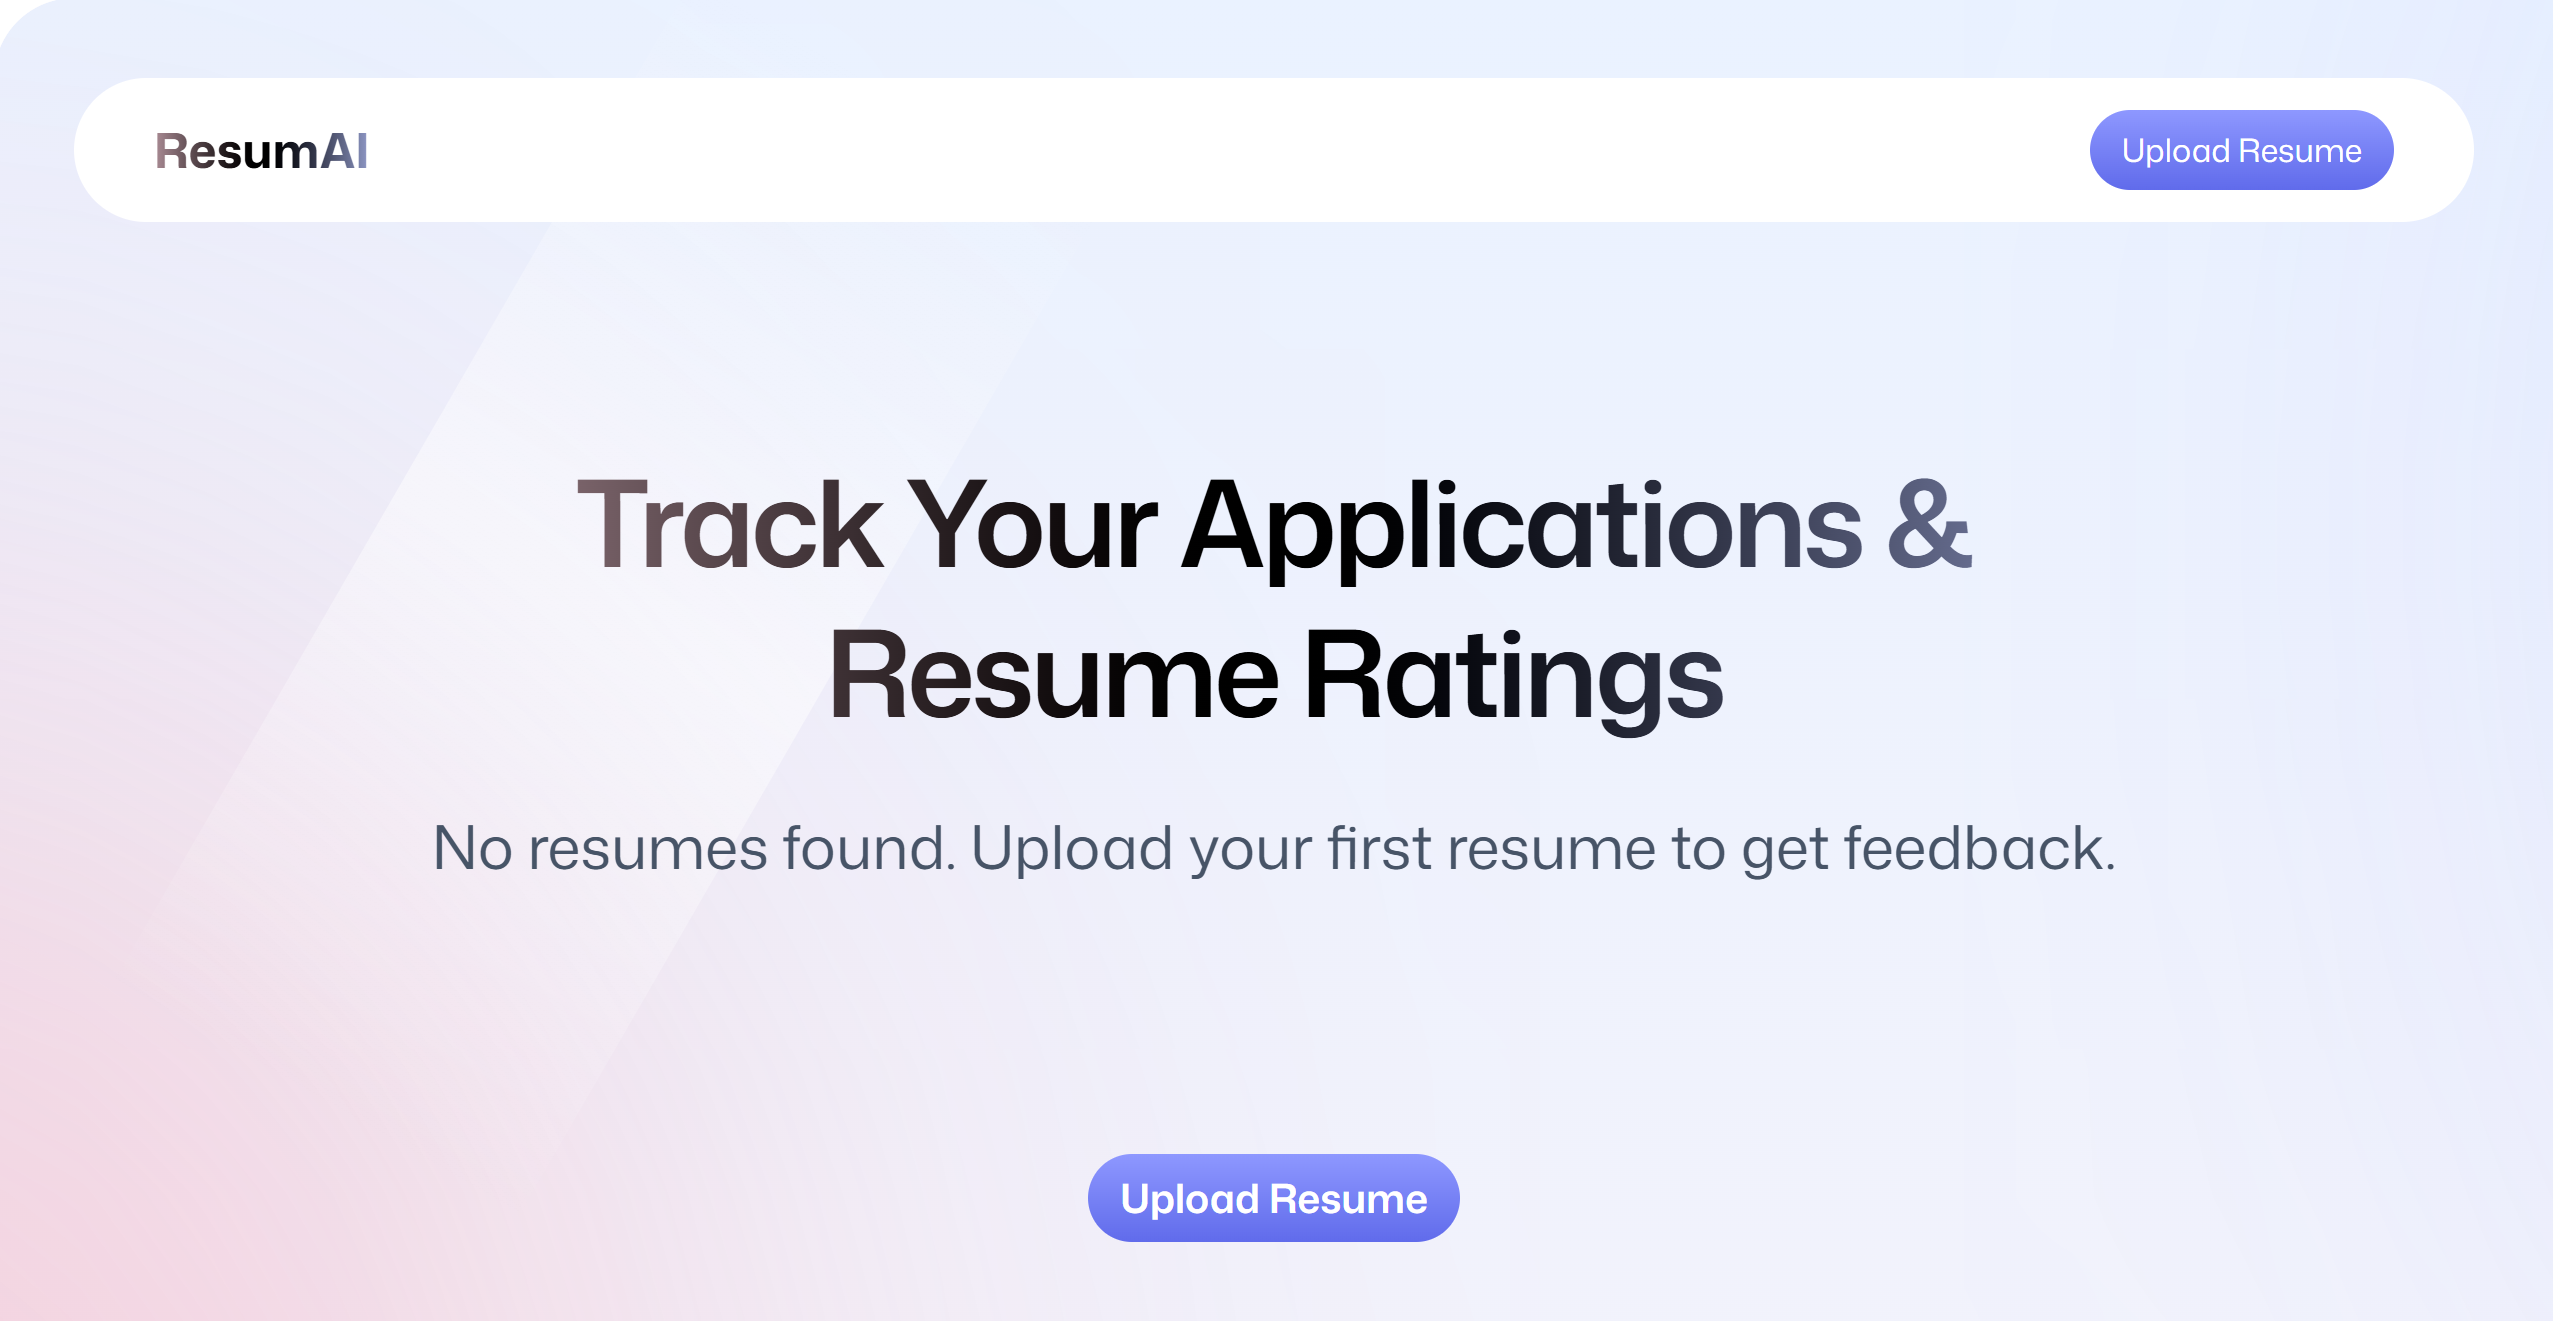 ResumAI
Upload Resume
Track Your Applications &
Resume Ratings
No resumes found. Upload your first resume to get feedback.
Upload Resume